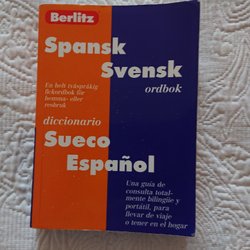 Berlitz
Spansk
Svensk
ordbok
En helt tvåspråkig
fickordbok för
hemma- eller
resbruk
diccionario
Sueco
Español
Una guía de
consulta total-
mente bilingüe y
portátil, para
llevar de viaje
o tener en el hogar